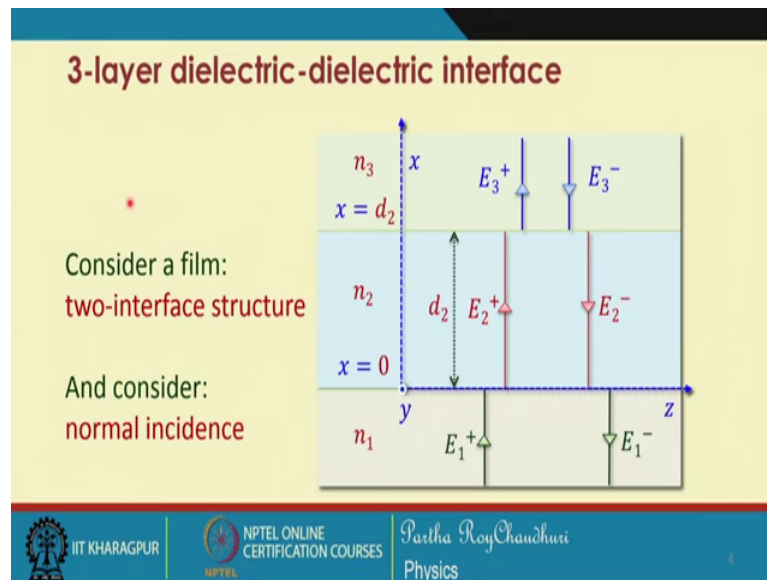 3-layer dielectric-dielectric interface
Consider a film:
two-interface structure
And consider:
normal incidence
n₃
x
E₃⁺
E₃⁻
x = d₂
n₂
d₂
E₂⁺
E₂⁻
x = 0
y
z
n₁
E₁⁺
E₁⁻
IIT KHARAGPUR
NPTEL
NPTEL ONLINE
CERTIFICATION COURSES
Partha RoyChaudhuri
Physics
4